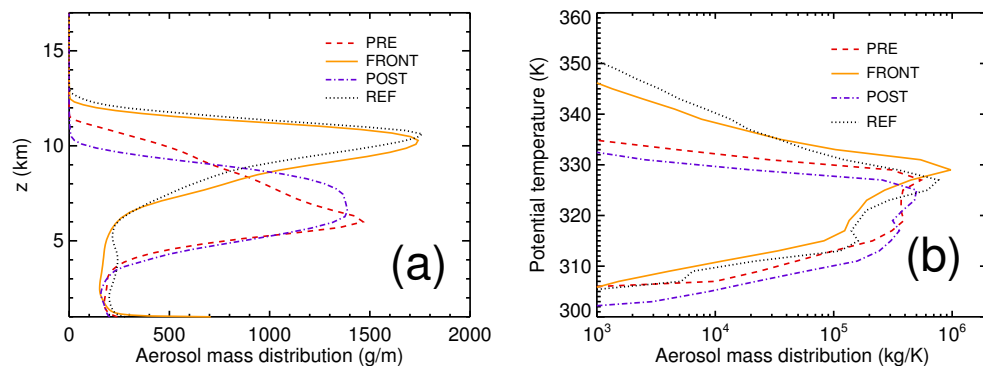 z (km)
15
10
5
PRE
FRONT
POST
REF
(a)
0
500
1000
1500
2000
Aerosol mass distribution (g/m)
Potential temperature (K)
360
350
340
330
320
310
300
PRE
FRONT
POST
REF
(b)
10³
10⁴
10⁵
10⁶
Aerosol mass distribution (kg/K)